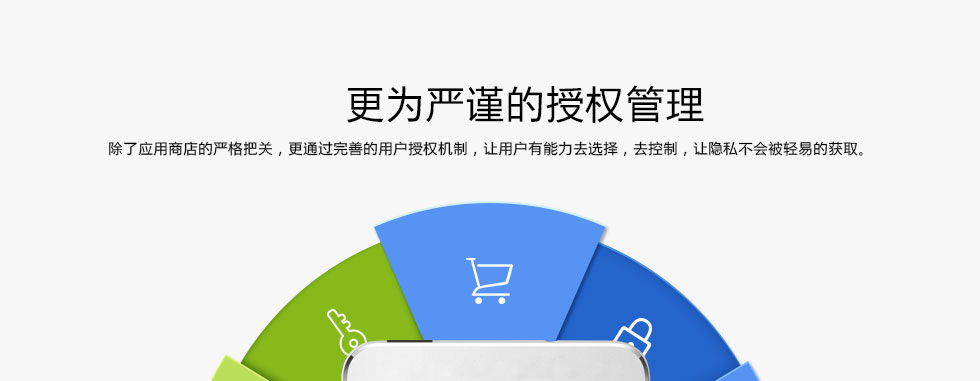 更为严谨的授权管理
除了应用商店的严格把关，更通过完善的用户授权机制，让用户有能力去选择，去控制，让隐私不会被轻易的获取。